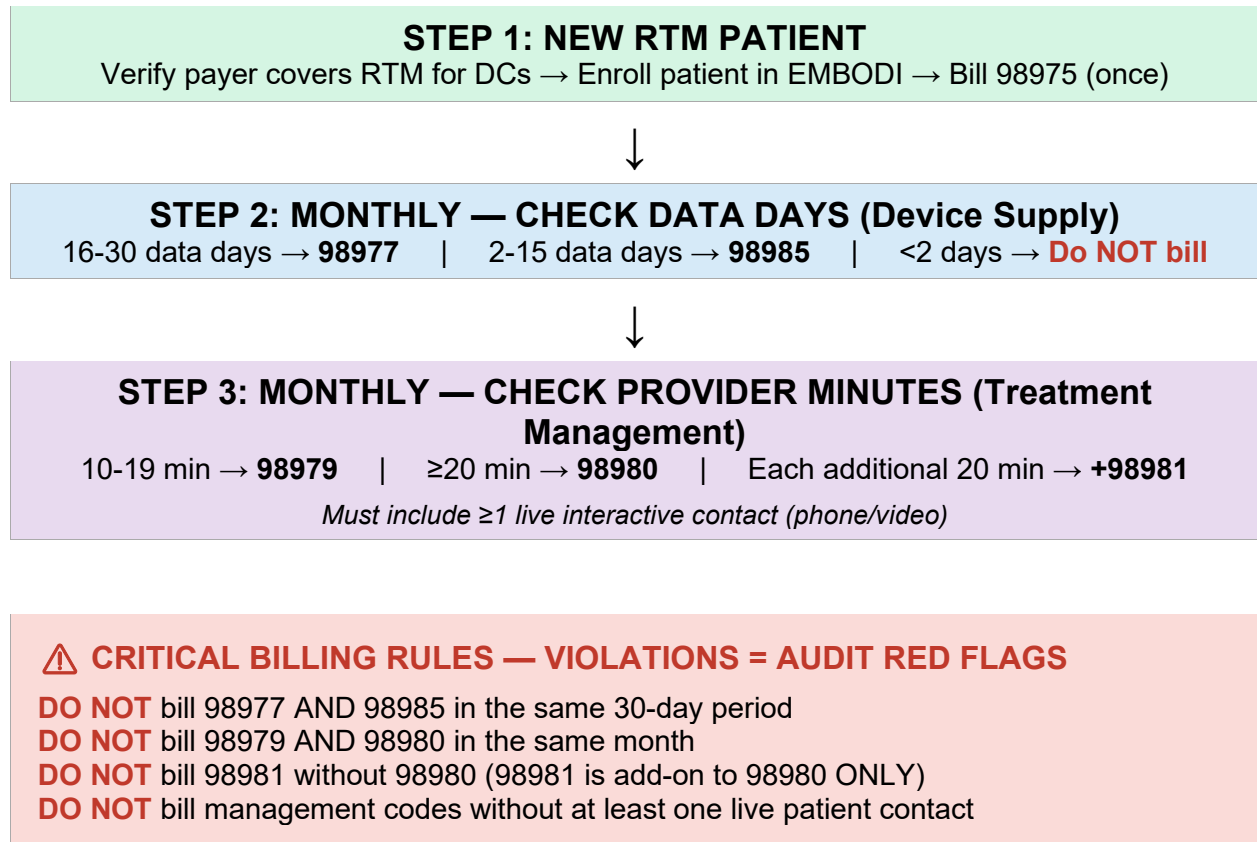 STEP 1: NEW RTM PATIENT
Verify payer covers RTM for DCs → Enroll patient in EMBODI → Bill 98975 (once)
↓
STEP 2: MONTHLY — CHECK DATA DAYS (Device Supply)
16-30 data days → 98977 | 2-15 data days → 98985 | <2 days → Do NOT bill
↓
STEP 3: MONTHLY — CHECK PROVIDER MINUTES (Treatment
Management)
10-19 min → 98979 | ≥20 min → 98980 | Each additional 20 min → +98981
Must include ≥1 live interactive contact (phone/video)
⚠ CRITICAL BILLING RULES — VIOLATIONS = AUDIT RED FLAGS
DO NOT bill 98977 AND 98985 in the same 30-day period
DO NOT bill 98979 AND 98980 in the same month
DO NOT bill 98981 without 98980 (98981 is add-on to 98980 ONLY)
DO NOT bill management codes without at least one live patient contact